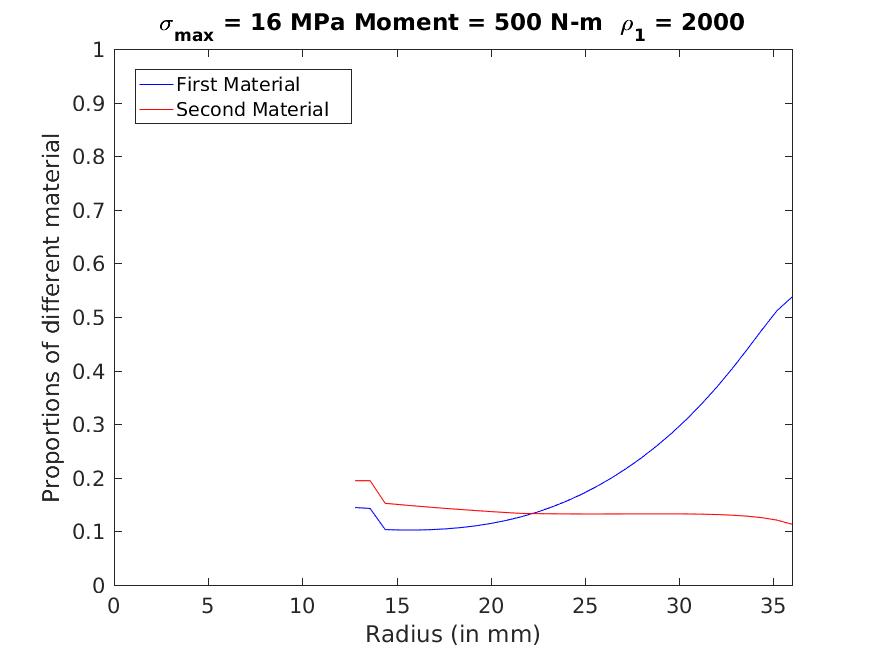 σmax = 16 MPa Moment = 500 N-m ρ1 = 2000
First Material
Second Material
Proportions of different material
1
0.9
0.8
0.7
0.6
0.5
0.4
0.3
0.2
0.1
0
0 5 10 15 20 25 30 35
Radius (in mm)